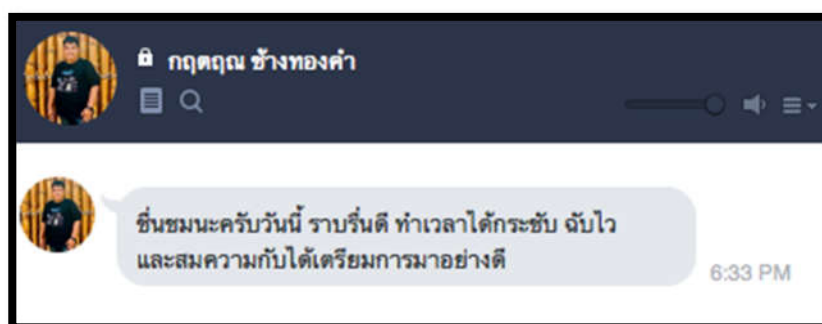 กฤตฤณ ช้างทองคำ
ชื่นชมนะครับวันนี้ ราบรื่นดี ทำเวลาได้กระชับ ฉับไว
และสมความกับได้เตรียมการมาอย่างดี
6:33 PM